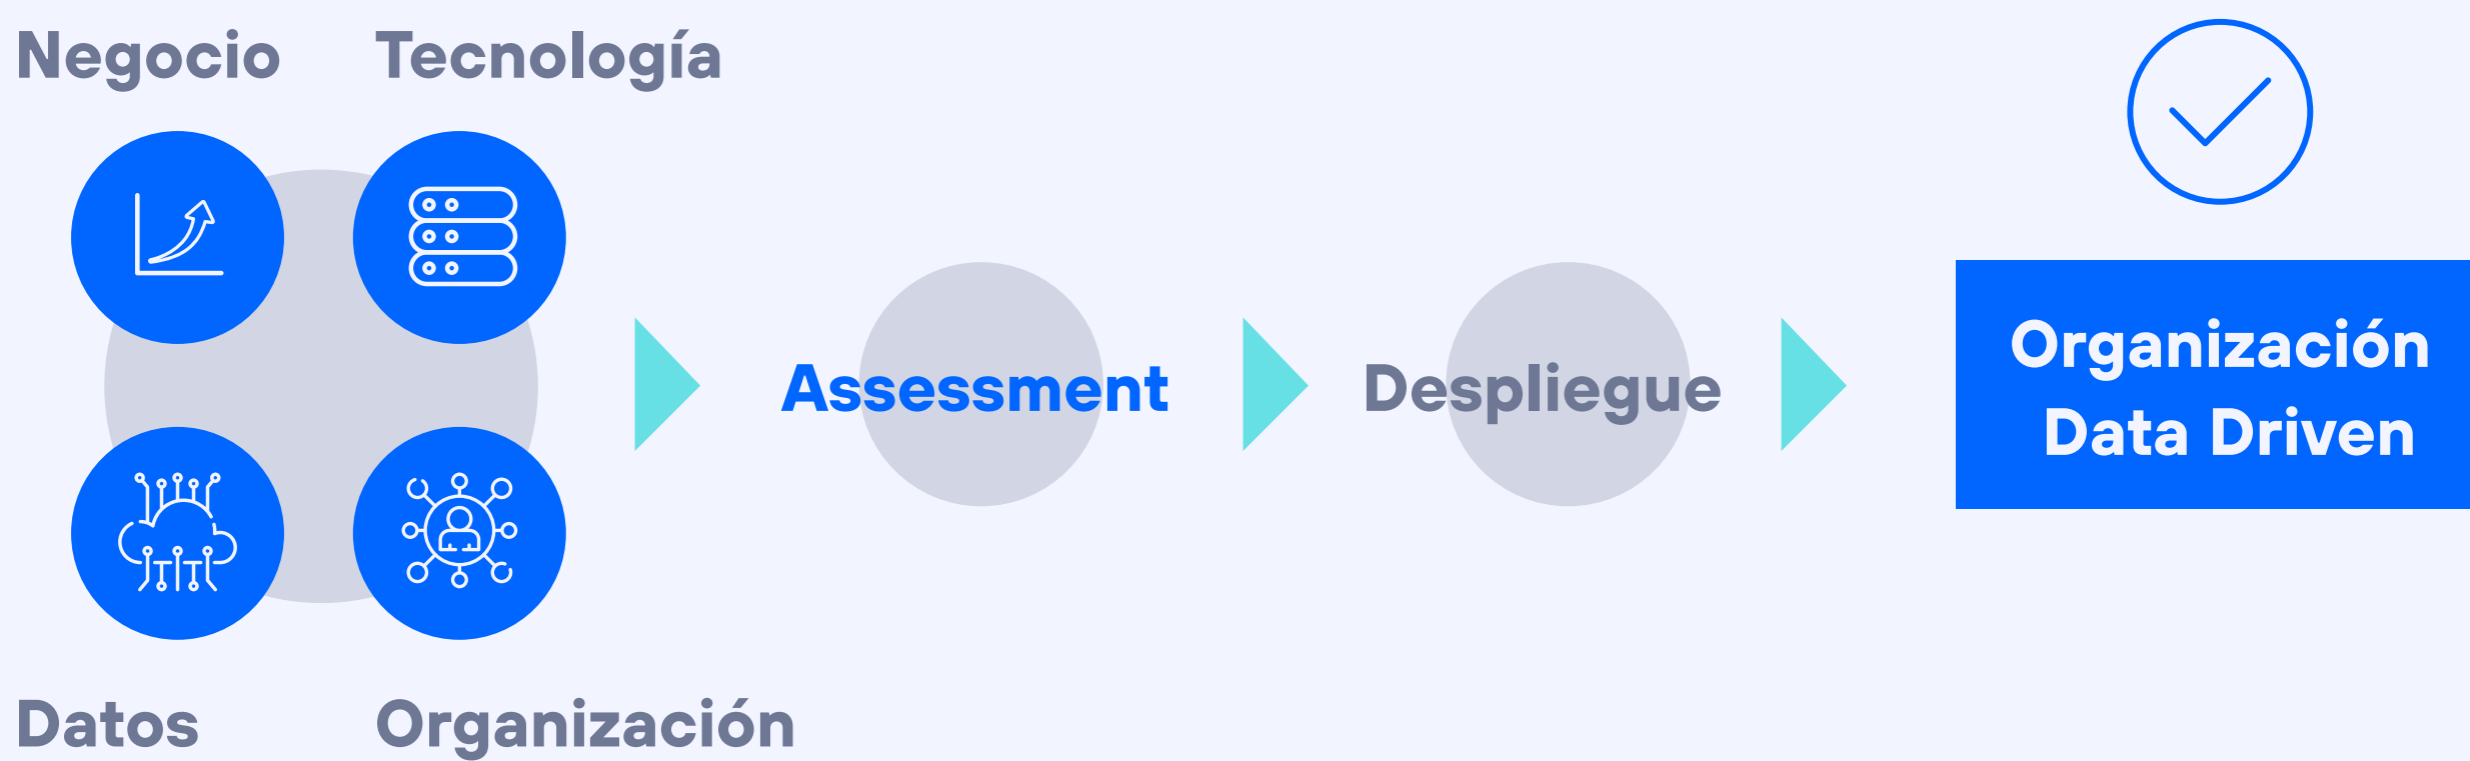 Negocio
Tecnología
Datos
Organización
Assessment
Despliegue
Organización
Data Driven